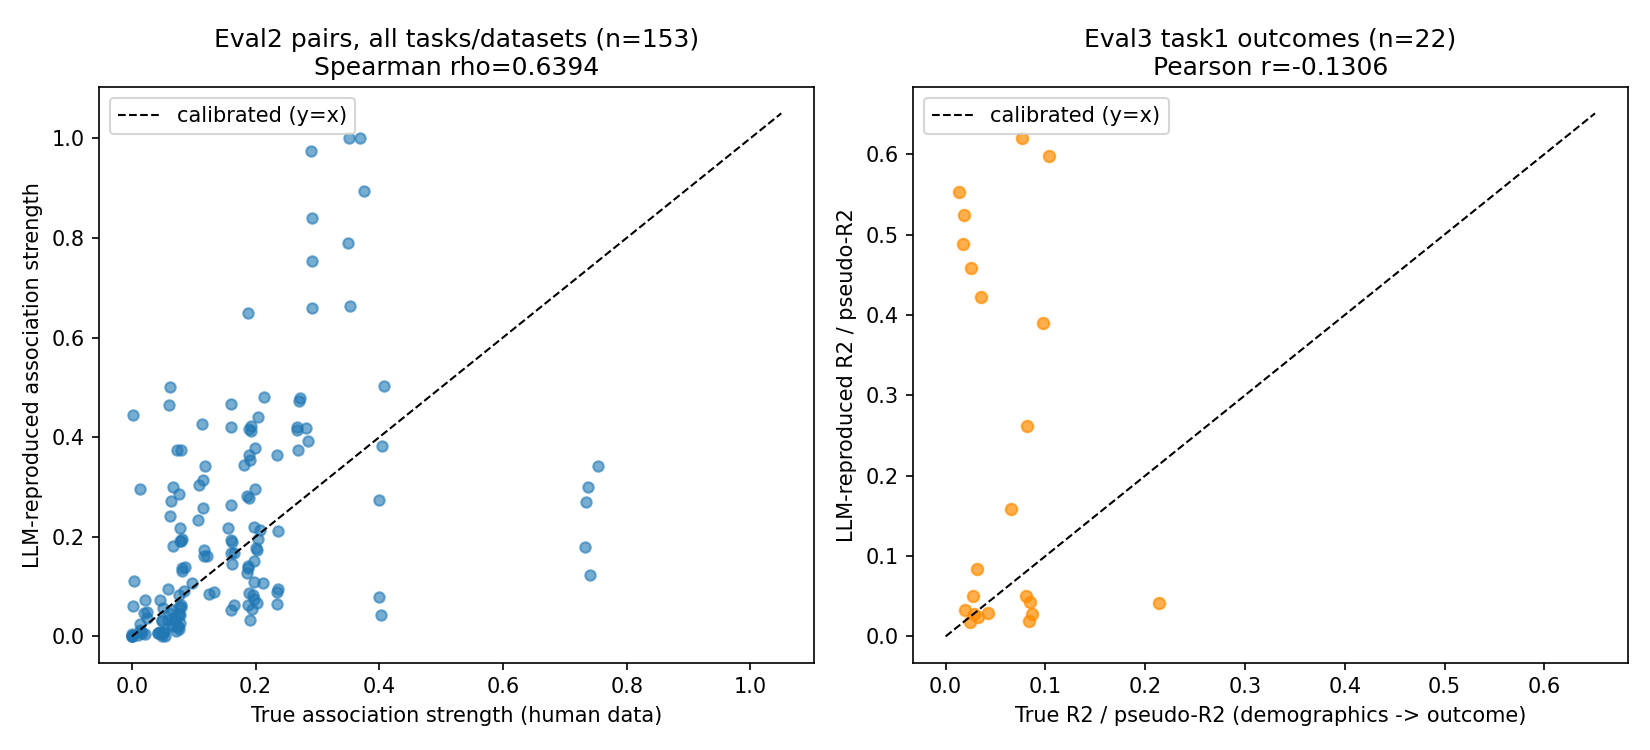 Eval2 pairs, all tasks/datasets (n=153)
Spearman rho=0.6394
calibrated (y=x)
1.0
0.8
0.6
0.4
0.2
0.0
LLM-reproduced association strength
0.0 0.2 0.4 0.6 0.8 1.0
True association strength (human data)
Eval3 task1 outcomes (n=22)
Pearson r=-0.1306
calibrated (y=x)
0.6
0.5
0.4
0.3
0.2
0.1
0.0
LLM-reproduced R2 / pseudo-R2
0.0 0.1 0.2 0.3 0.4 0.5 0.6
True R2 / pseudo-R2 (demographics -> outcome)